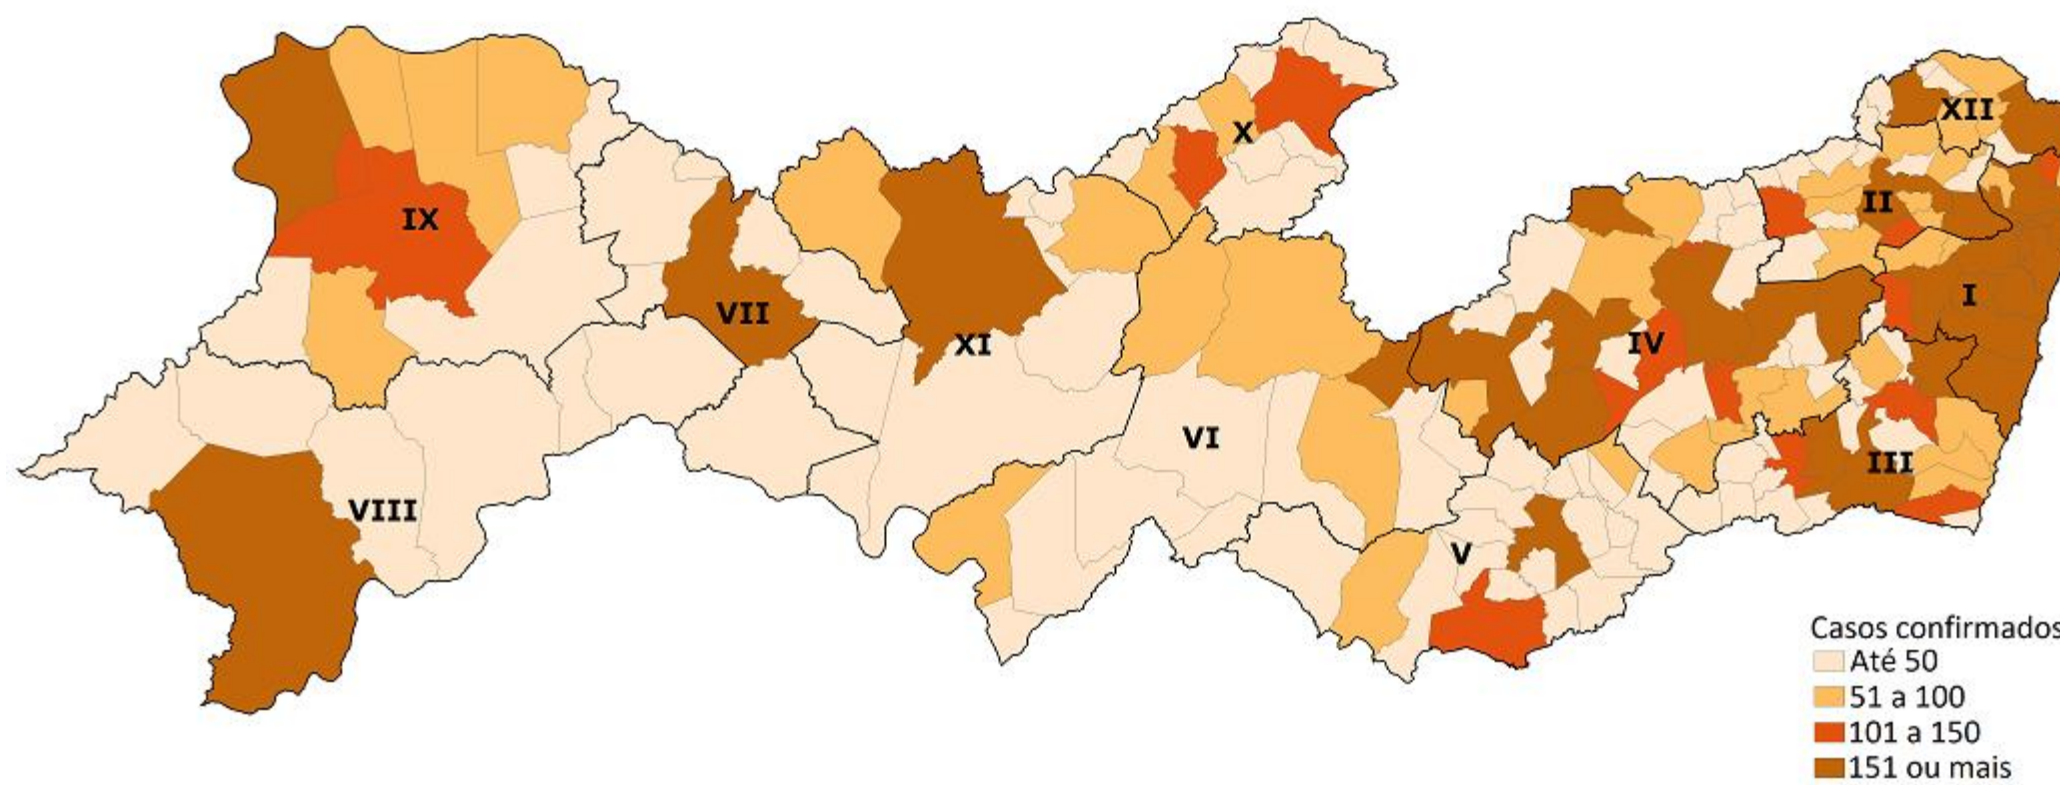 XII
X
II
IX
I
VII
XI
IV
VI
III
VIII
V
Casos confirmados
Até 50
51 a 100
101 a 150
151 ou mais